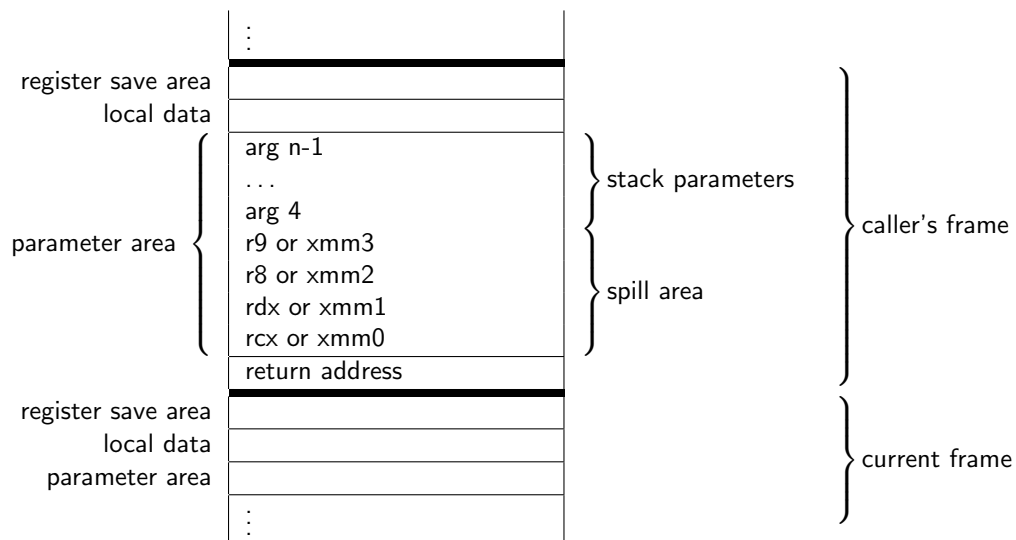 ⋮
register save area
local data
arg n-1
. . .
stack parameters
arg 4
caller's frame
parameter area
r9 or xmm3
r8 or xmm2
spill area
rdx or xmm1
rcx or xmm0
return address
register save area
local data
current frame
parameter area
⋮